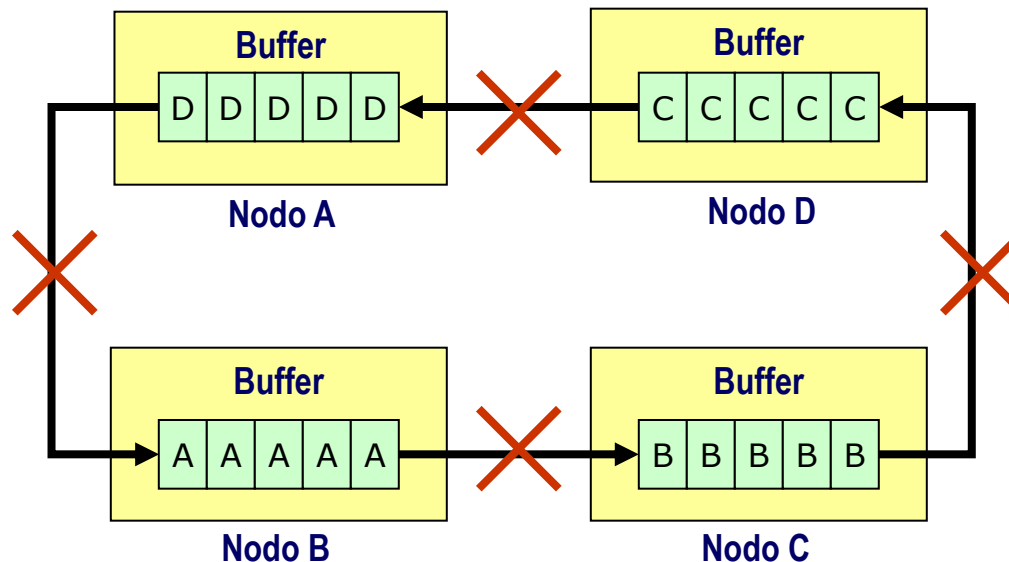 Buffer
D D D D D
Nodo A
Buffer
C C C C C
Nodo D
Buffer
A A A A A
Nodo B
Buffer
B B B B B
Nodo C